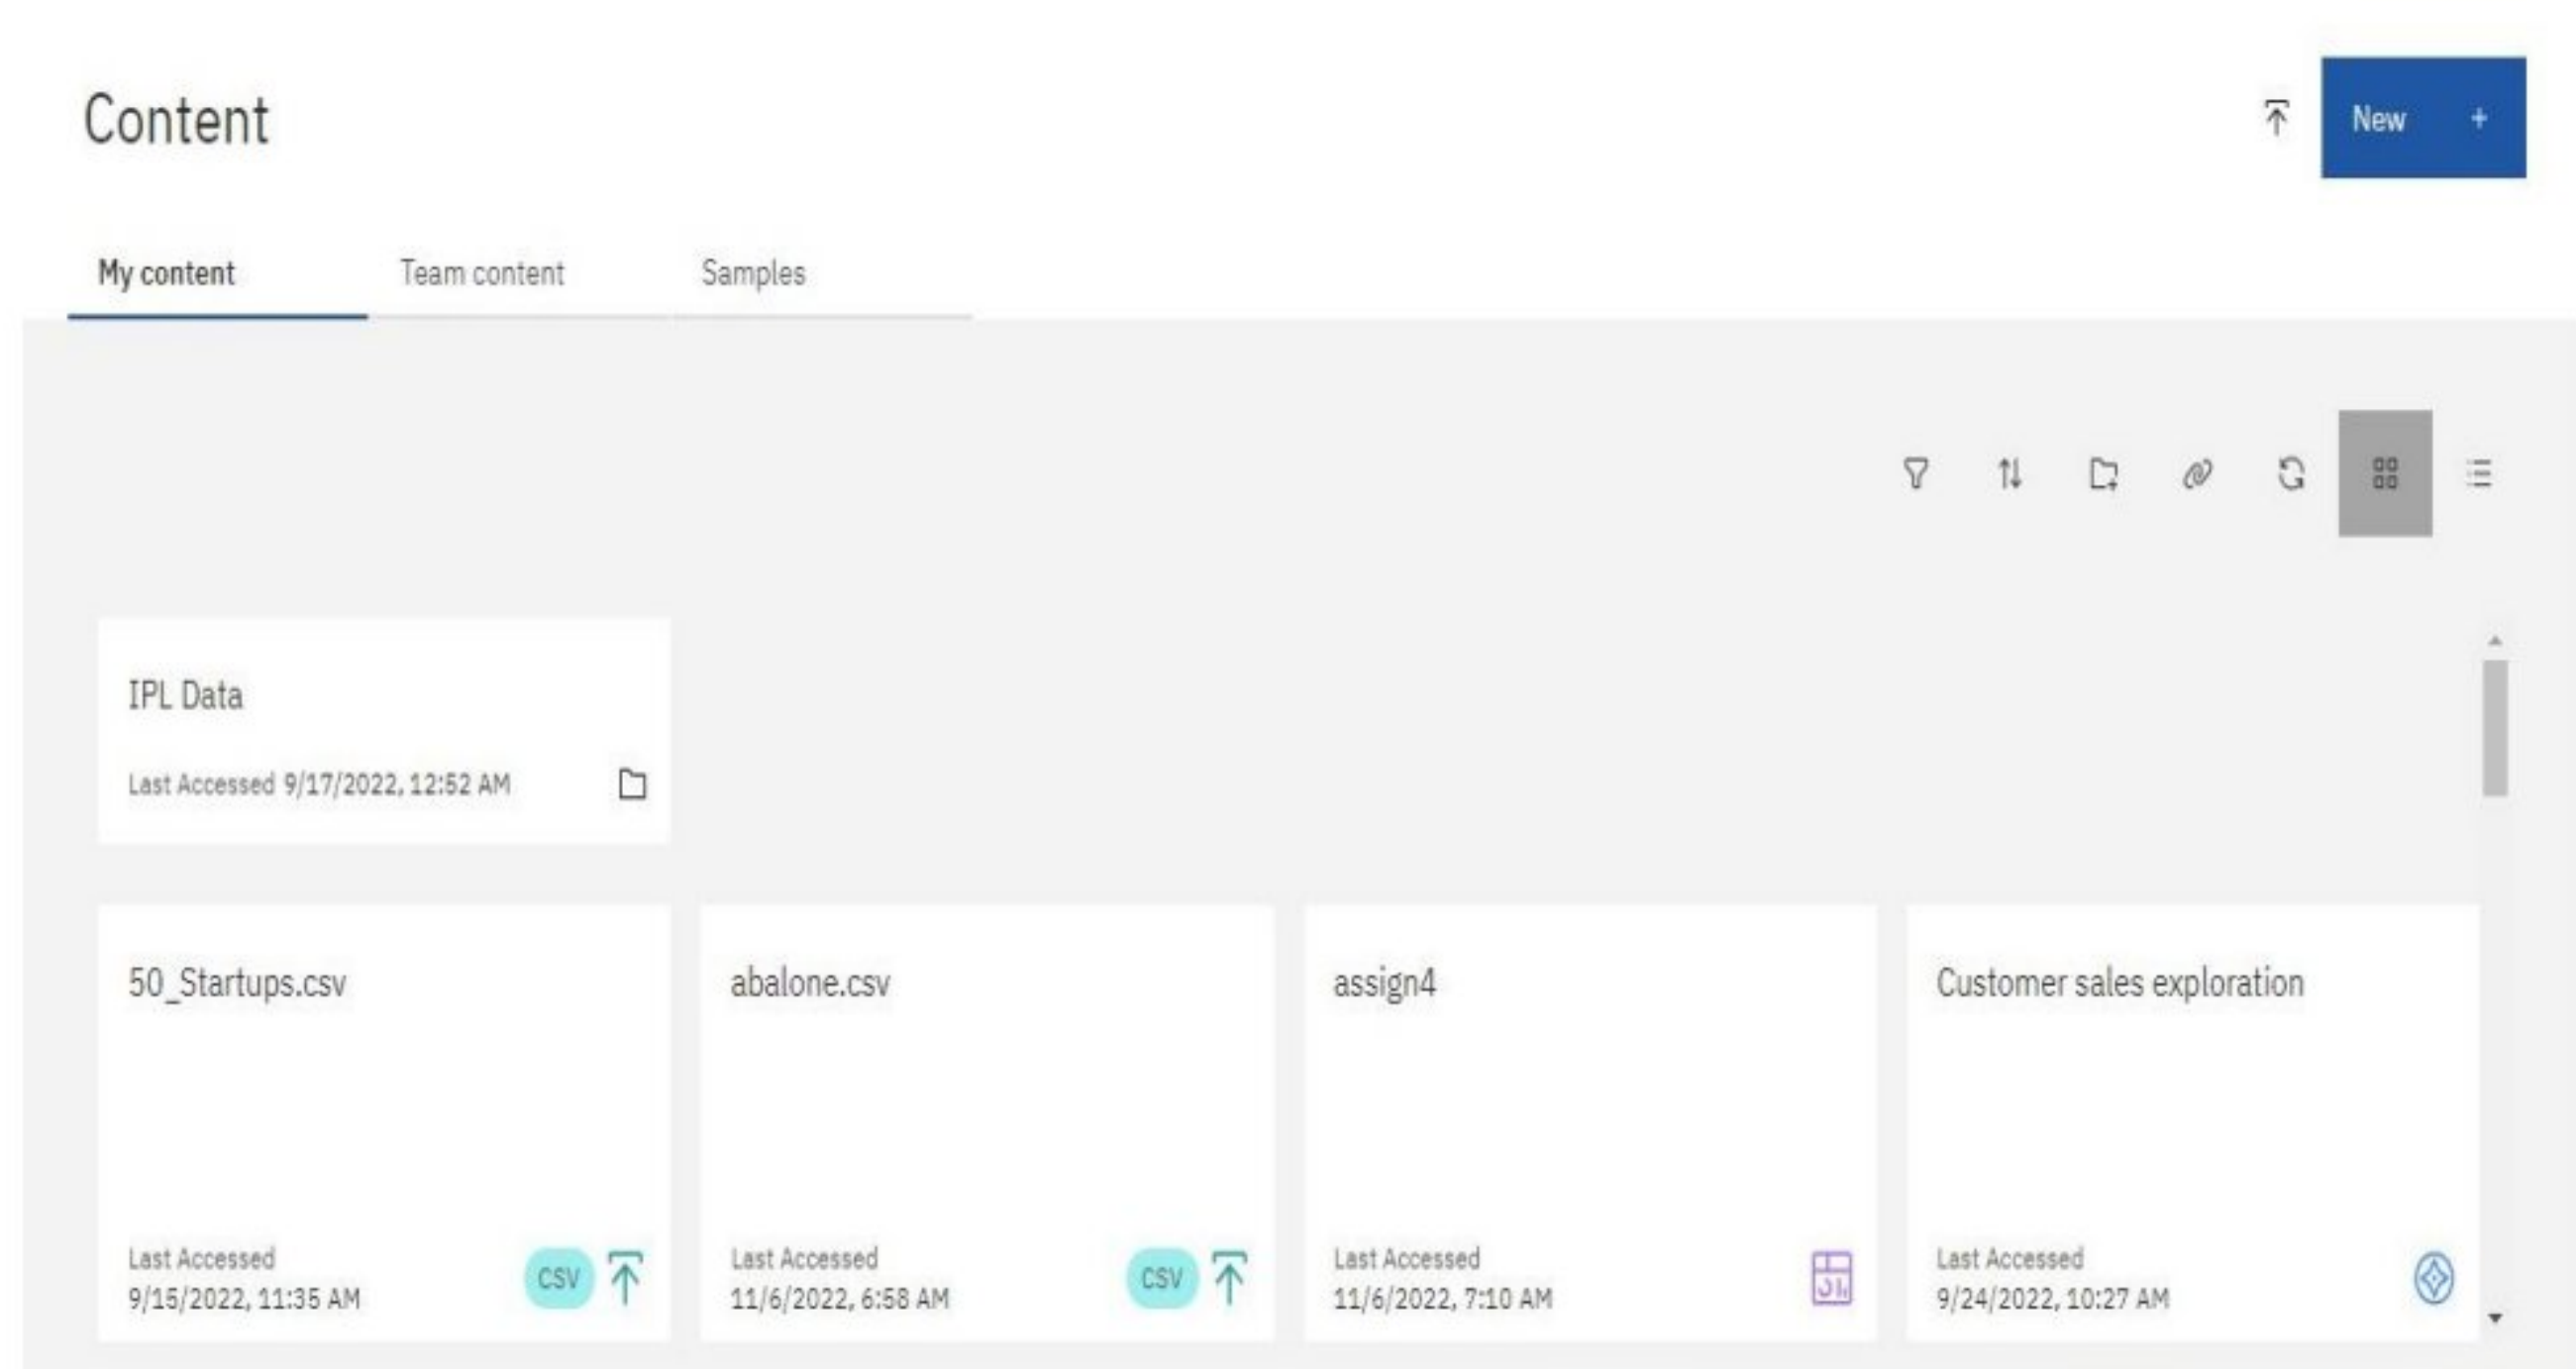 Content
New +
My content Team content Samples
IPL Data
Last Accessed 9/17/2022, 12:52 AM
50_Startups.csv
Last Accessed
9/15/2022, 11:35 AM
CSV
abalone.csv
Last Accessed
11/6/2022, 6:58 AM
CSV
assign4
Last Accessed
11/6/2022, 7:10 AM
Customer sales exploration
Last Accessed
9/24/2022, 10:27 AM